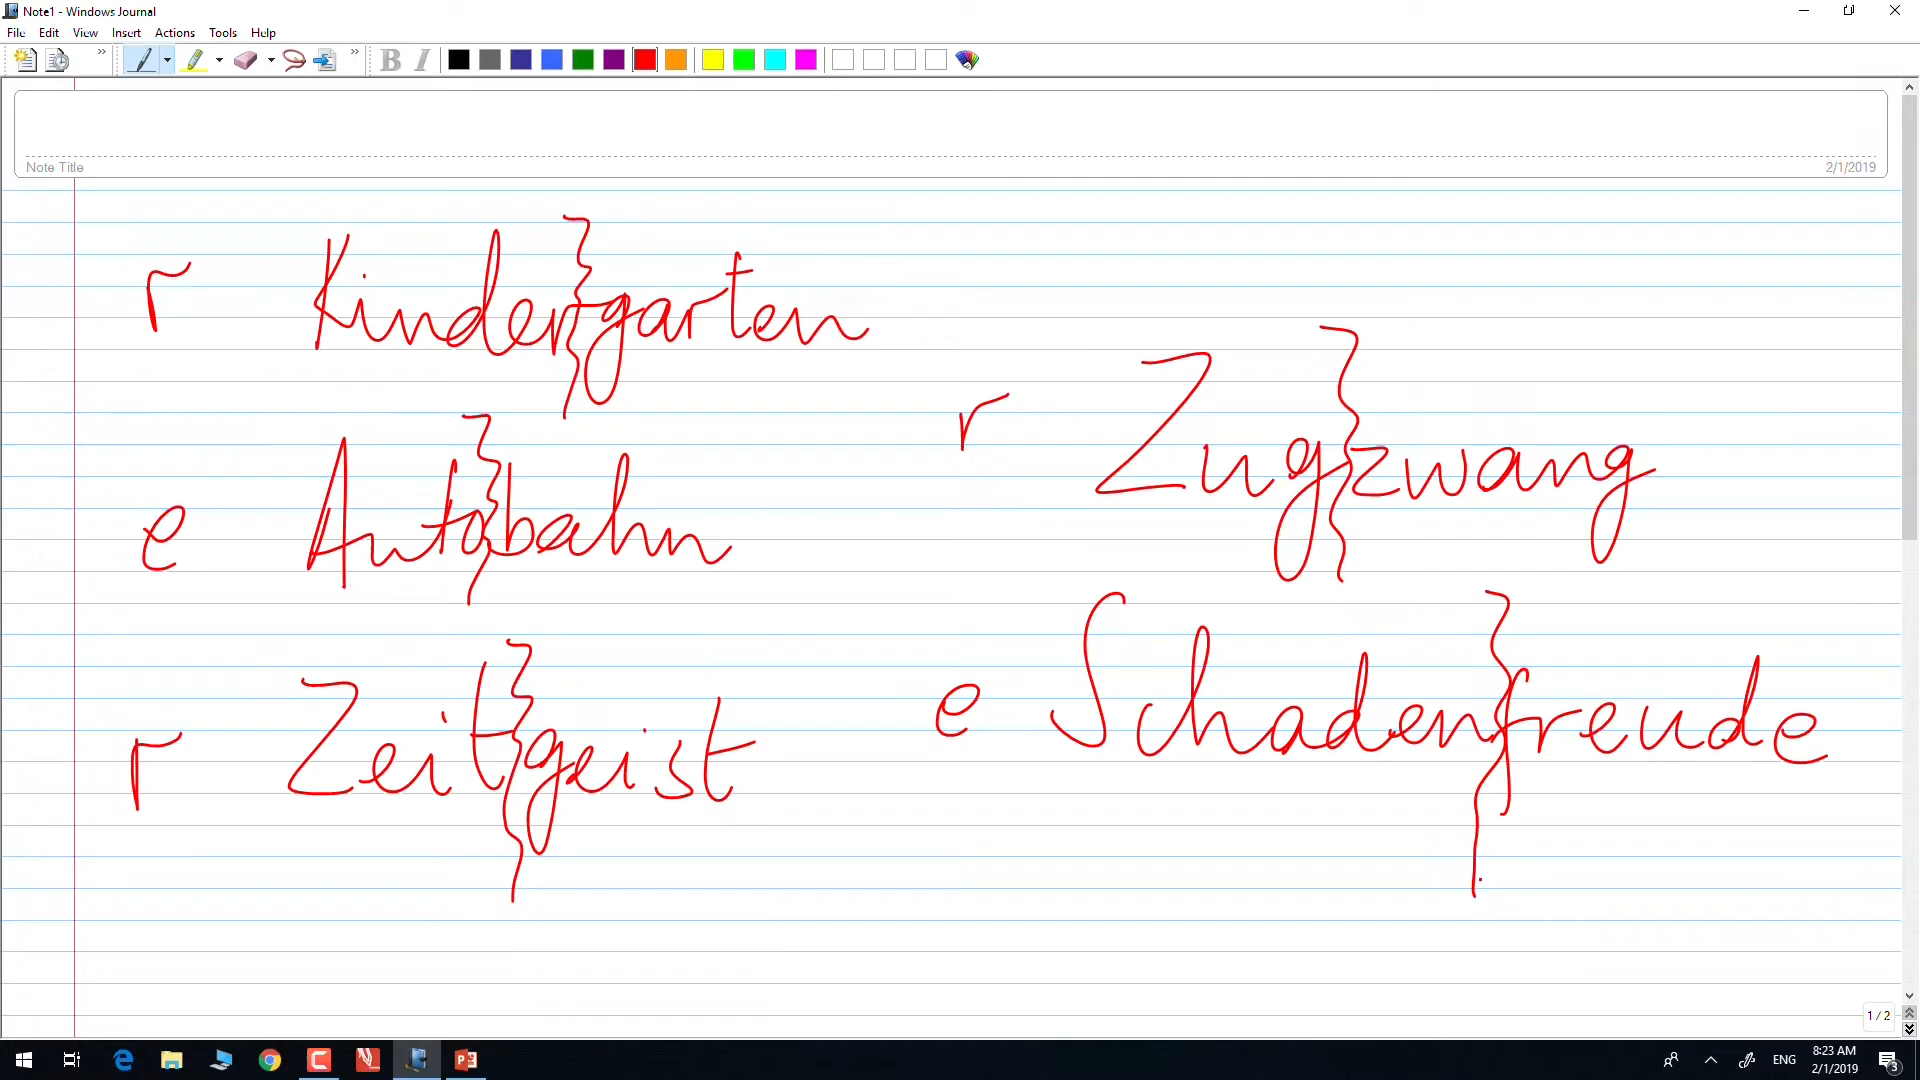 Note1 - Windows Journal
File Edit View Insert Actions Tools Help
B I
Note Title
2/1/2019
r Kindergarten
e Autobahn
r Zeitgeist
r Zugzwang
e Schadenfreude
1 / 2
ENG
8:23 AM
2/1/2019
3